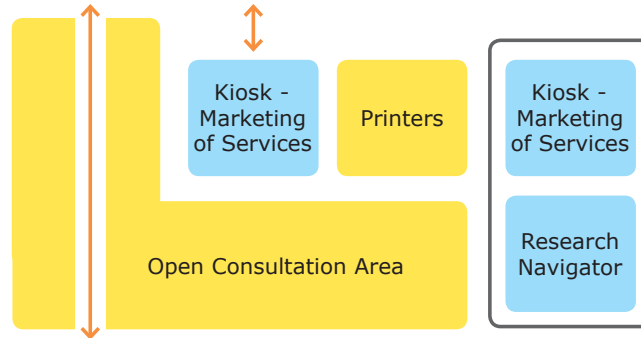 Kiosk -
Marketing
of Services
Printers
Kiosk -
Marketing
of Services
Open Consultation Area
Research
Navigator